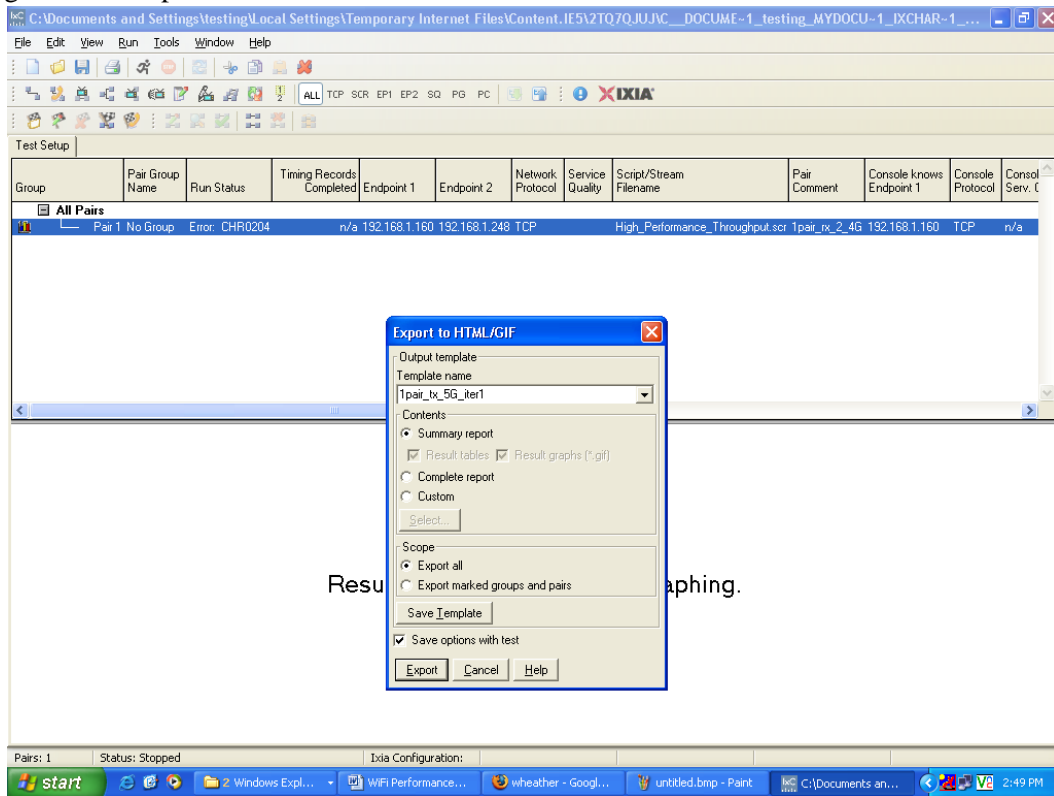 C:\Documents and Settings\testing\Local Settings\Temporary Internet Files\Content.IE5\2TQ7QJUJ\C__DOCUME~1_testing_MYDOCU~1_IXCHAR~1_...
File Edit View Run Tools Window Help
ALL TCP SCR EP1 EP2 SQ PG PC IXIA
Test Setup
Group Pair Group Name Run Status Timing Records Completed Endpoint 1 Endpoint 2 Network Protocol Service Quality Script/Stream Filename Pair Comment Console knows Endpoint 1 Console Protocol Consol Serv.
All Pairs
Pair 1 No Group Error: CHR0204 n/a 192.168.1.160 192.168.1.248 TCP High_Performance_Throughput.scr 1pair_rx_2_4G 192.168.1.160 TCP n/a
Export to HTML/GIF
Output template
Template name
1pair_tx_5G_iter1
Contents
Summary report
Result tables Result graphs (*.gif)
Complete report
Custom
Select...
Scope
Export all
Export marked groups and pairs
Save Template
Save options with test
Export Cancel Help
Resu aphing.
Pairs: 1 Status: Stopped Ixia Configuration:
start 2 Windows Expl... WiFi Performance... wheather - Googl... untitled.bmp - Paint C:\Documents an... 2:49 PM